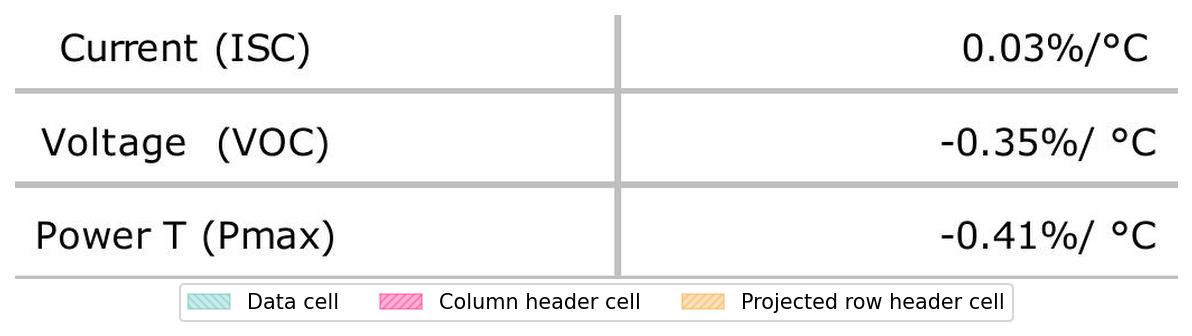 Current (ISC) 0.03%/°C
Voltage (VOC) -0.35%/ °C
Power T (Pmax) -0.41%/ °C
Data cell Column header cell Projected row header cell